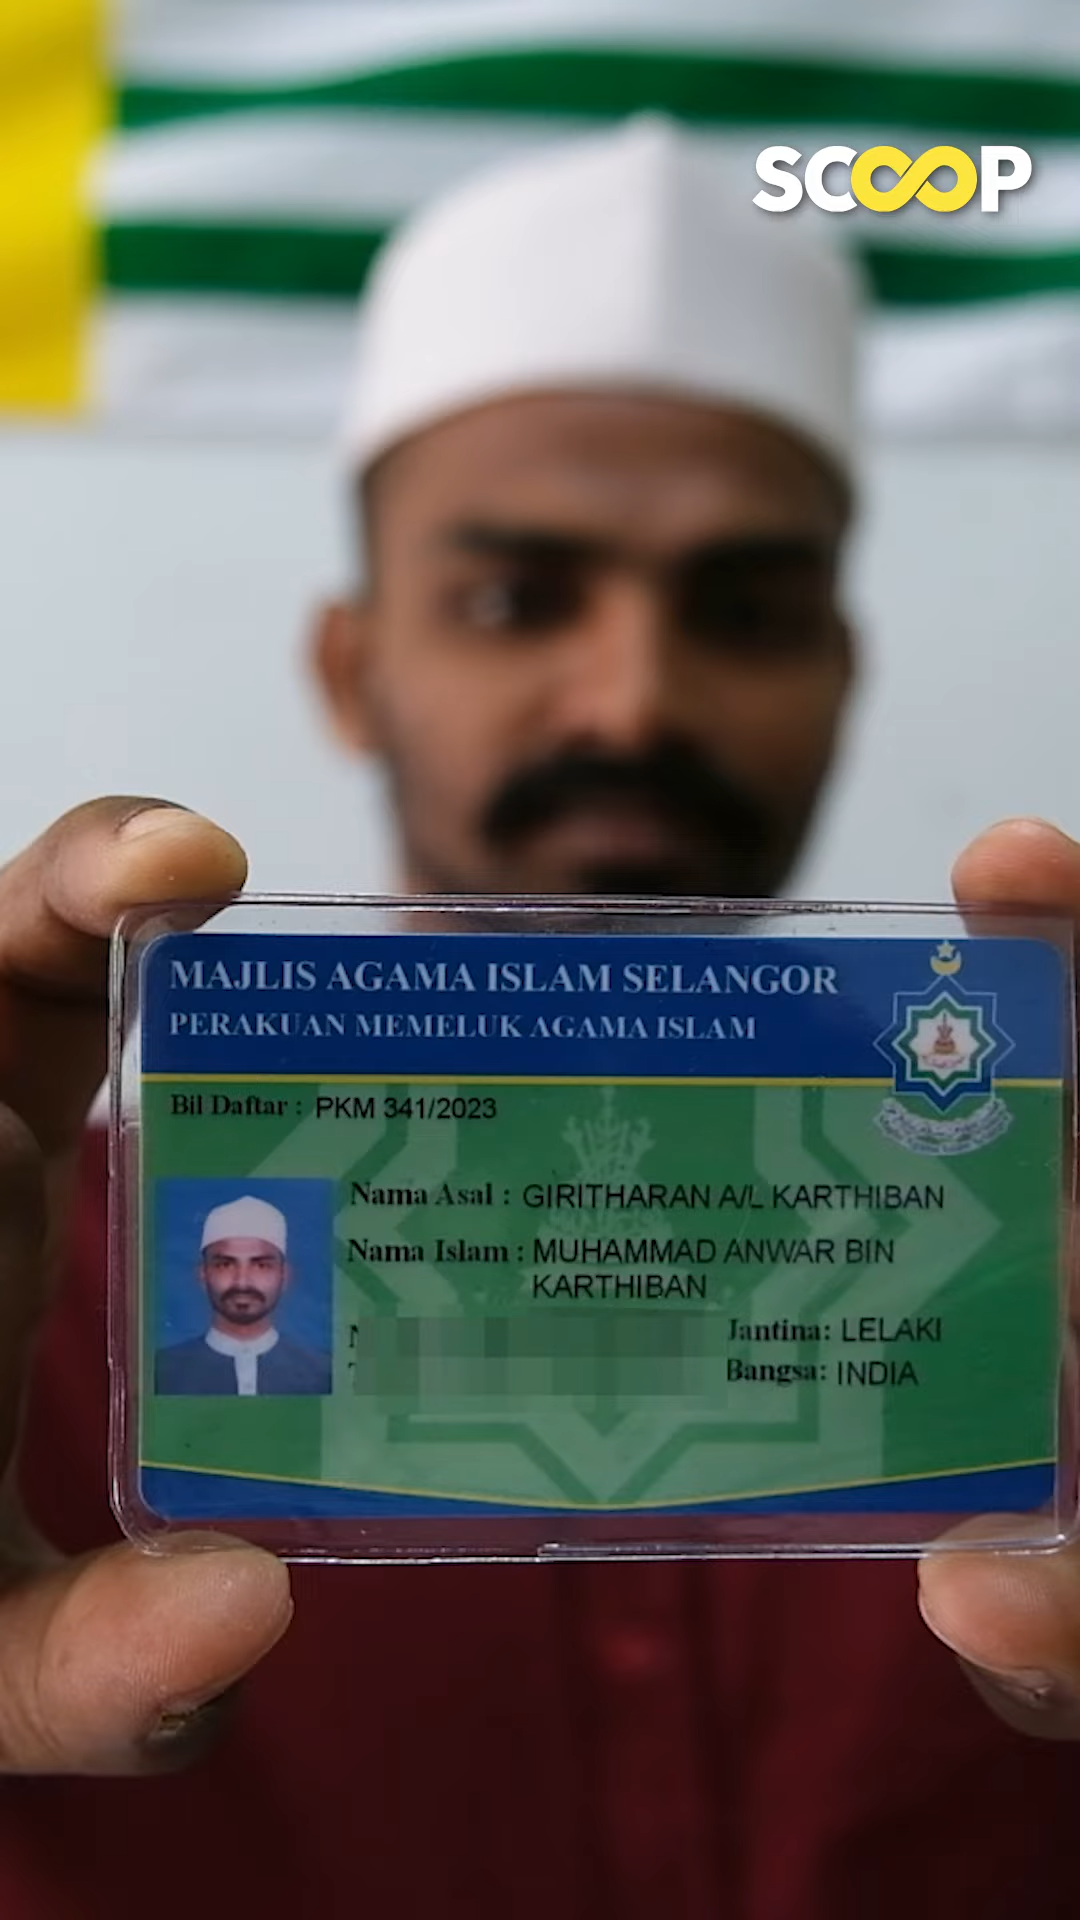 SCOOP
MAJLIS AGAMA ISLAM SELANGOR
PERAKUAN MEMELUK AGAMA ISLAM
Bil Daftar : PKM 341/2023
Nama Asal : GIRITHARAN A/L KARTHIBAN
Nama Islam : MUHAMMAD ANWAR BIN
KARTHIBAN
Jantina: LELAKI
Bangsa: INDIA